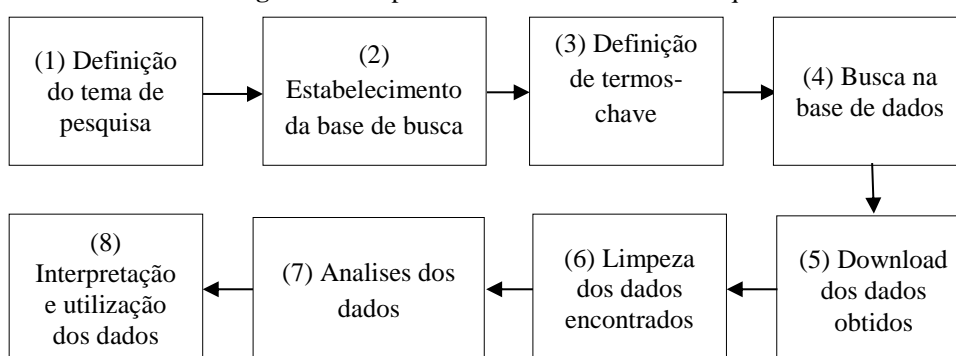 (1) Definição
do tema de
pesquisa
(2)
Estabelecimento
da base de busca
(3) Definição
de termos-
chave
(4) Busca na
base de dados
(5) Download
dos dados
obtidos
(6) Limpeza
dos dados
encontrados
(7) Analises dos
dados
(8)
Interpretação
e utilização
dos dados